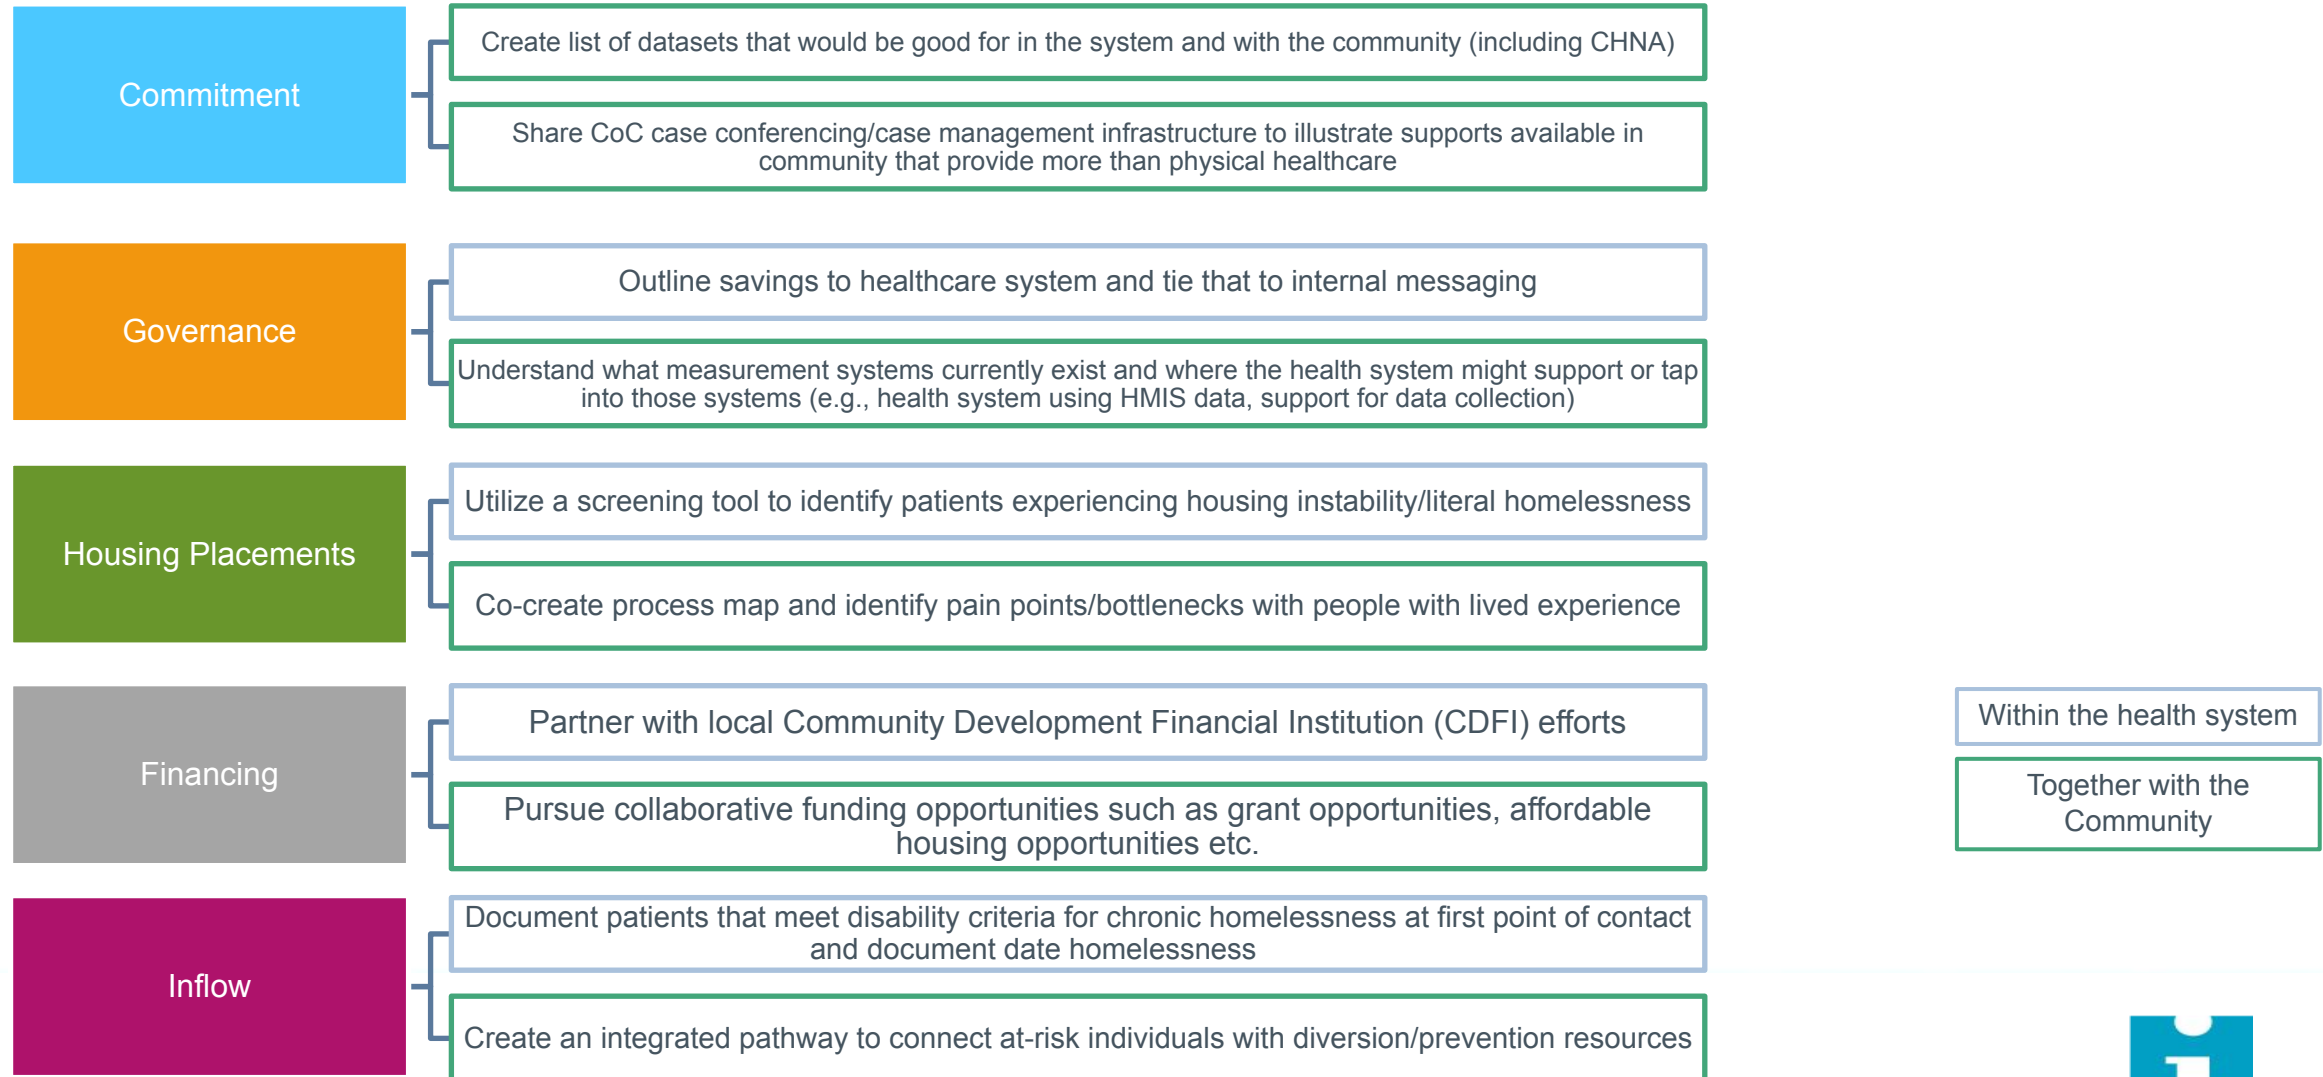 Commitment
Create list of datasets that would be good for in the system and with the community (including CHNA)
Share CoC case conferencing/case management infrastructure to illustrate supports available in
community that provide more than physical healthcare
Governance
Outline savings to healthcare system and tie that to internal messaging
Understand what measurement systems currently exist and where the health system might support or tap
into those systems (e.g., health system using HMIS data, support for data collection)
Housing Placements
Utilize a screening tool to identify patients experiencing housing instability/literal homelessness
Co-create process map and identify pain points/bottlenecks with people with lived experience
Financing
Partner with local Community Development Financial Institution (CDFI) efforts
Pursue collaborative funding opportunities such as grant opportunities, affordable
housing opportunities etc.
Within the health system
Together with the
Community
Inflow
Document patients that meet disability criteria for chronic homelessness at first point of contact
and document date homelessness
Create an integrated pathway to connect at-risk individuals with diversion/prevention resources